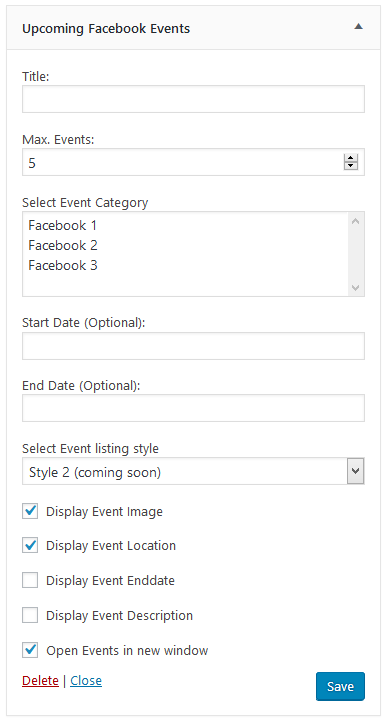 Upcoming Facebook Events
Title:
Max. Events:
5
Select Event Category
Facebook 1
Facebook 2
Facebook 3
Start Date (Optional):
End Date (Optional):
Select Event listing style
Style 2 (coming soon)
Display Event Image
Display Event Location
Display Event Enddate
Display Event Description
Open Events in new window
Delete | Close
Save